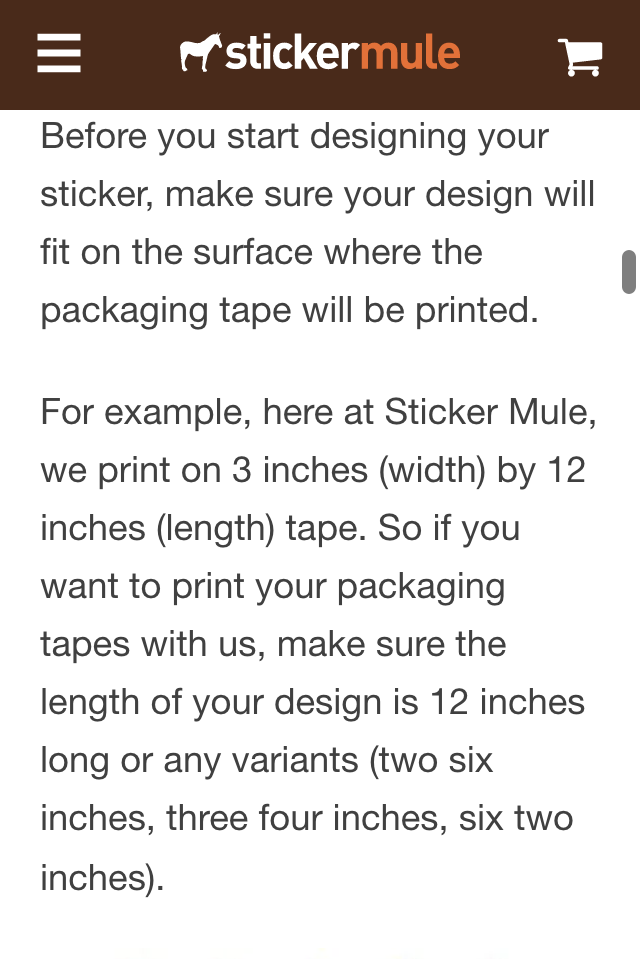 stickermule
Before you start designing your
sticker, make sure your design will
fit on the surface where the
packaging tape will be printed.
For example, here at Sticker Mule,
we print on 3 inches (width) by 12
inches (length) tape. So if you
want to print your packaging
tapes with us, make sure the
length of your design is 12 inches
long or any variants (two six
inches, three four inches, six two
inches).